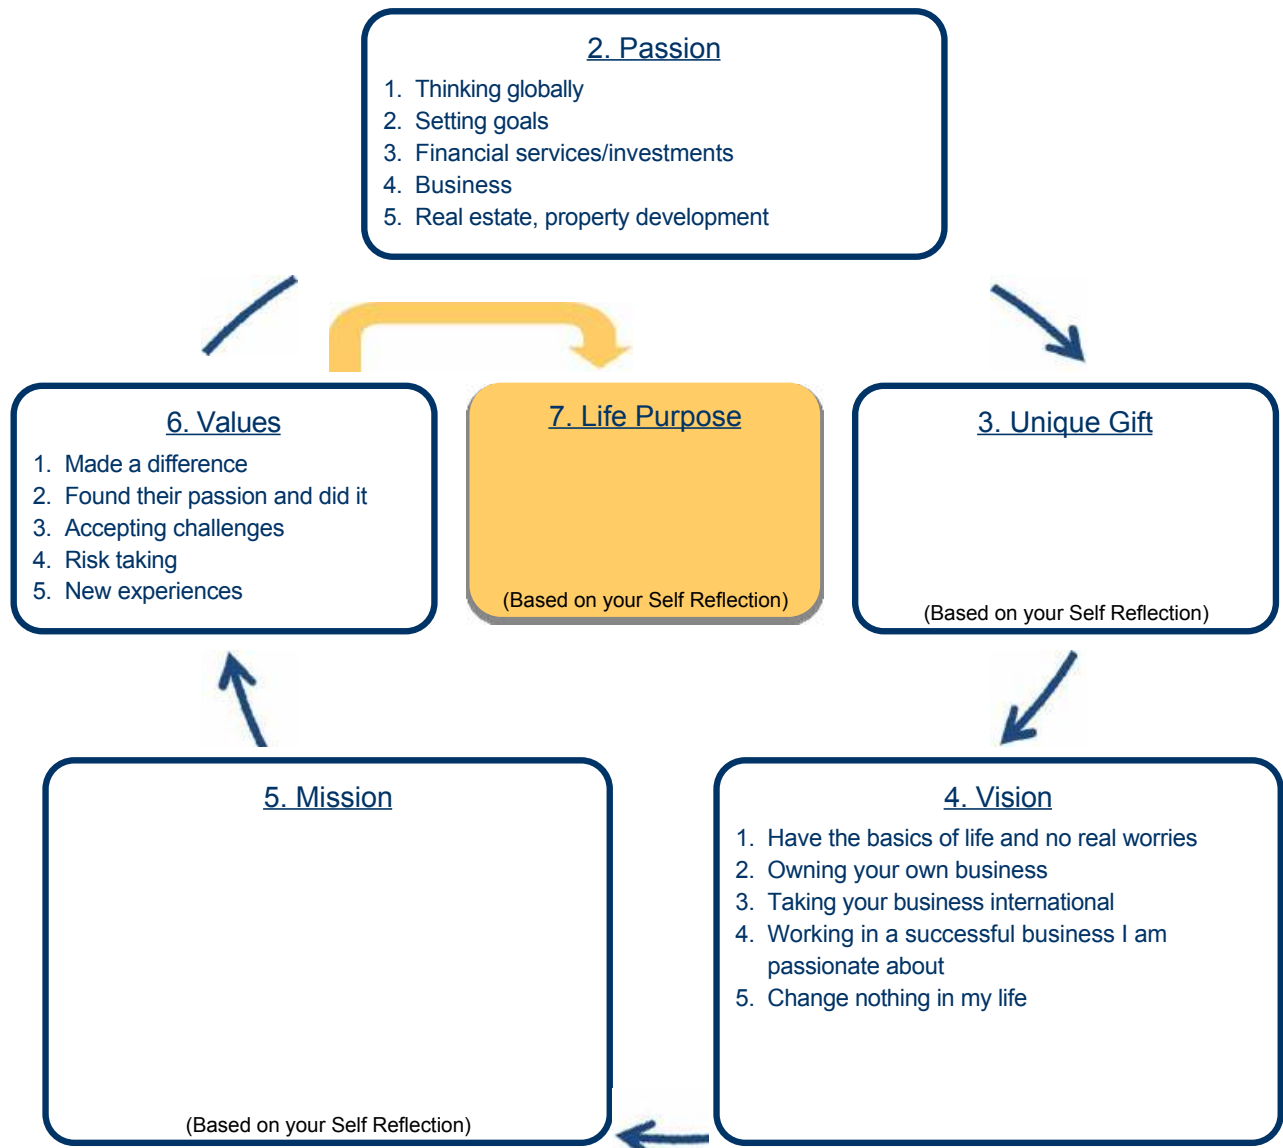 2. Passion
1. Thinking globally
2. Setting goals
3. Financial services/investments
4. Business
5. Real estate, property development
6. Values
1. Made a difference
2. Found their passion and did it
3. Accepting challenges
4. Risk taking
5. New experiences
7. Life Purpose
(Based on your Self Reflection)
3. Unique Gift
(Based on your Self Reflection)
5. Mission
(Based on your Self Reflection)
4. Vision
1. Have the basics of life and no real worries
2. Owning your own business
3. Taking your business international
4. Working in a successful business I am
passionate about
5. Change nothing in my life